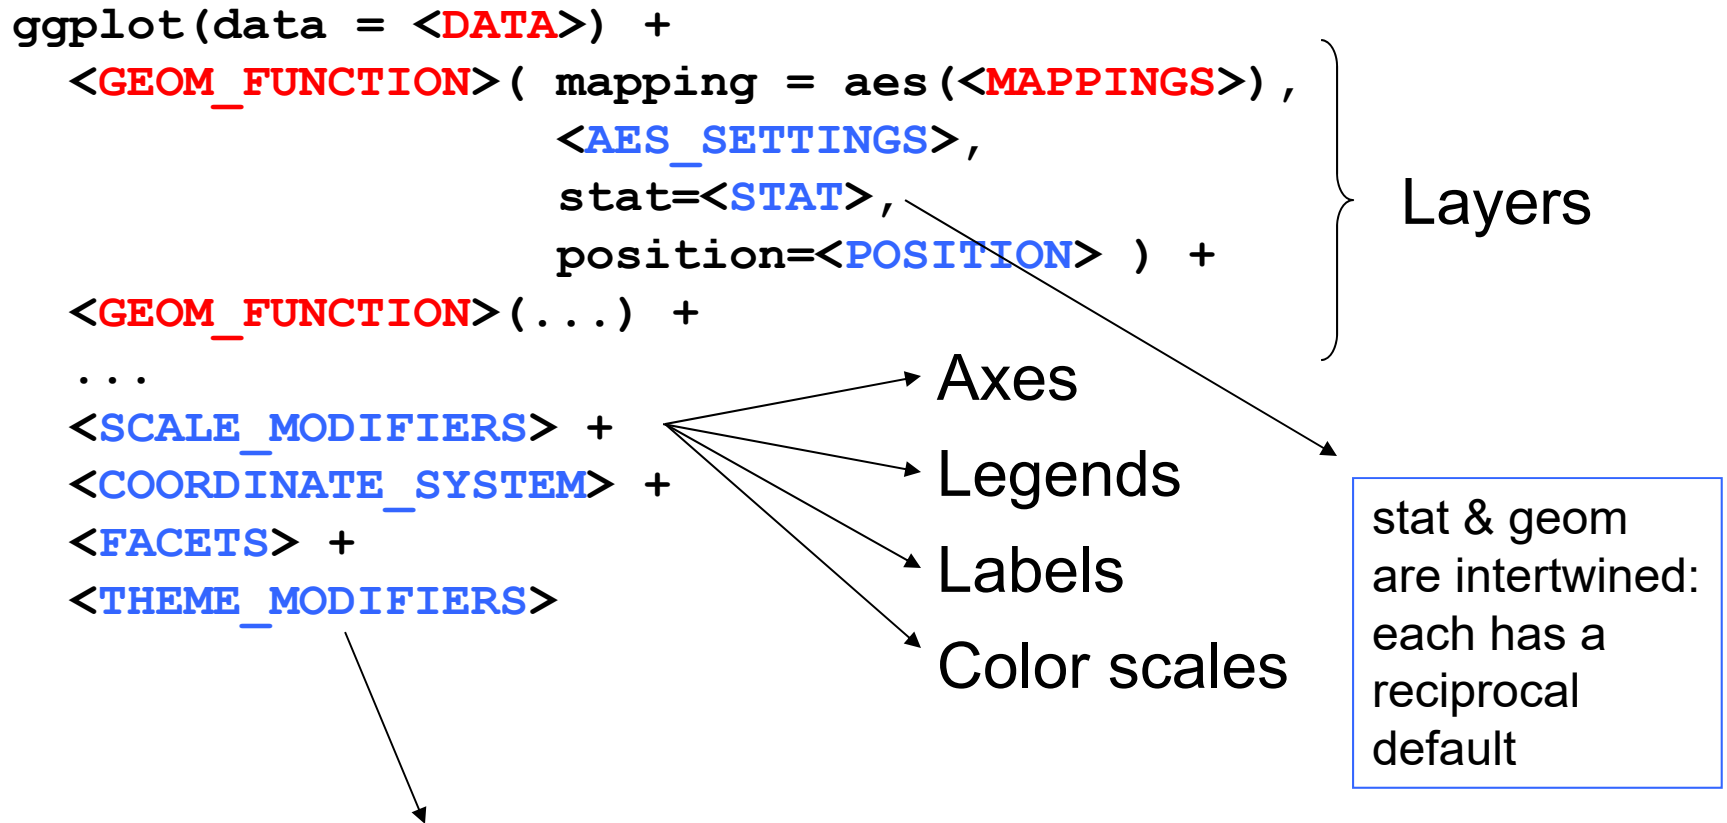 ggplot(data = <DATA>) +
<GEOM_FUNCTION>( mapping = aes(<MAPPINGS>),
<AES_SETTINGS>,
stat=<STAT>,
position=<POSITION> ) +
<GEOM_FUNCTION>(...) +
...
<SCALE_MODIFIERS> +
<COORDINATE_SYSTEM> +
<FACETS> +
<THEME_MODIFIERS>
Layers
Axes
Legends
Labels
Color scales
stat & geom
are intertwined:
each has a
reciprocal
default